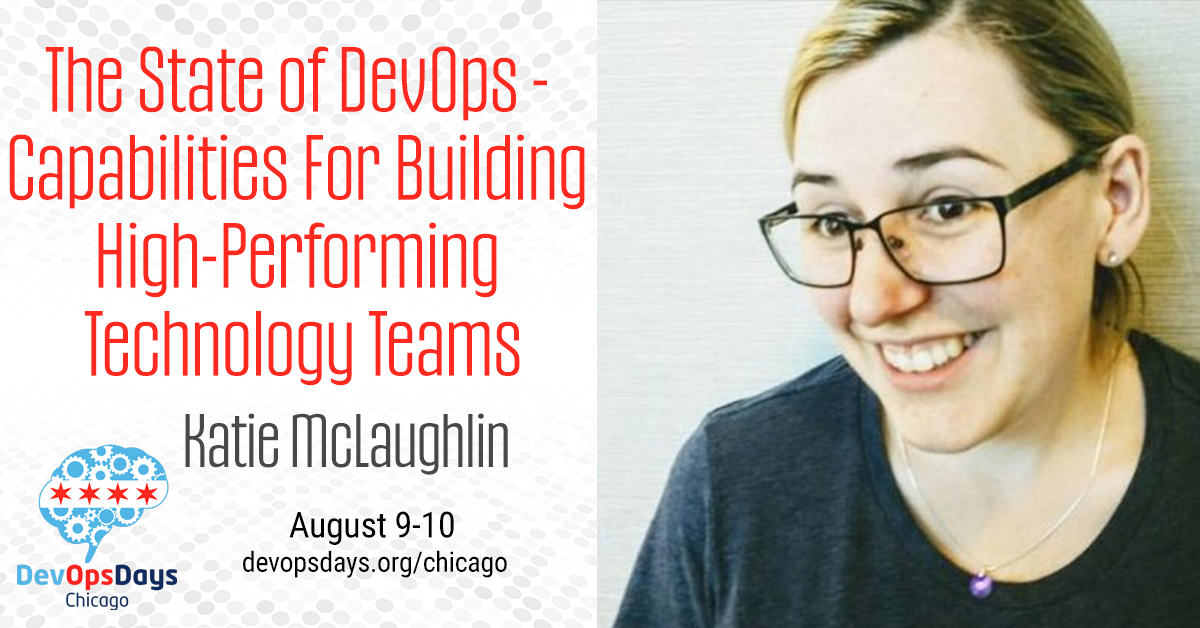 The State of DevOps -
Capabilities For Building
High-Performing
Technology Teams
Katie McLaughlin
August 9-10
devopsdays.org/chicago
DevOpsDays
Chicago